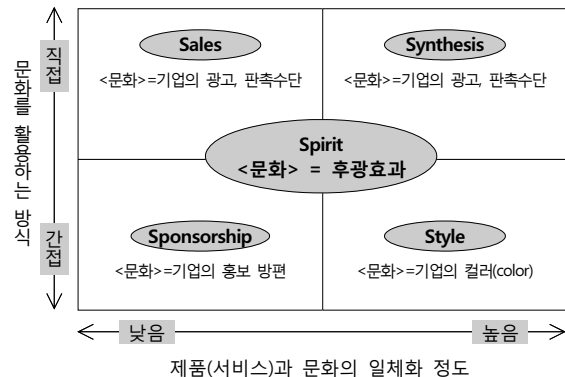 문화를 활용하는 방식
직접
간접
Sales
<문화>=기업의 광고, 판촉수단
Synthesis
<문화>=기업의 광고, 판촉수단
Spirit
<문화> = 후광효과
Sponsorship
<문화>=기업의 홍보 방편
Style
<문화>=기업의 컬러(color)
낮음
높음
제품(서비스)과 문화의 일체화 정도